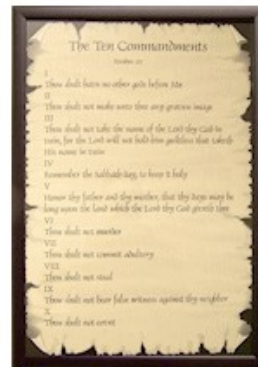 The Ten Commandments
Exodus 20
I
Thou shalt have no other gods before Me
II
Thou shalt not make unto thee any graven image
III
Thou shalt not take the name of the Lord thy God in
vain, for the Lord will not hold him guiltless that taketh
His name in vain
IV
Remember the Sabbath day, to keep it holy
V
Honor thy father and thy mother, that thy days may be
long upon the land which the Lord thy God giveth thee
VI
Thou shalt not murder
VII
Thou shalt not commit adultery
VIII
Thou shalt not steal
IX
Thou shalt not bear false witness against thy neighbor
X
Thou shalt not covet